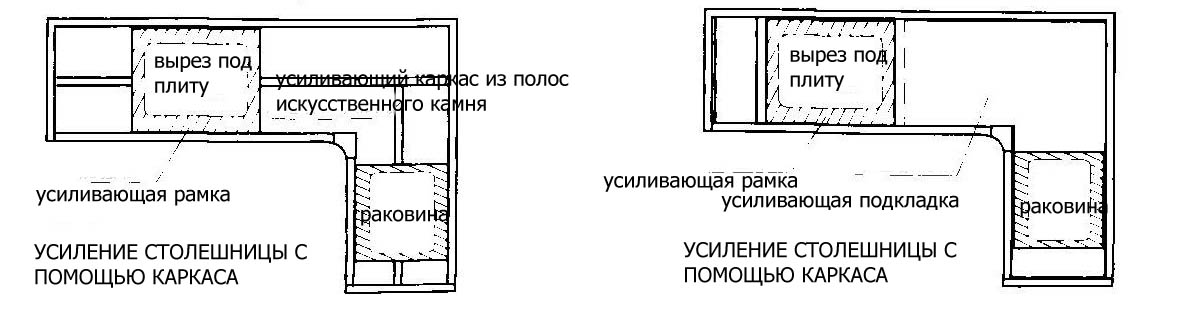 вырез под
плиту
усиливающий каркас из полос
искусственного камня
усиливающая рамка
раковина
УСИЛЕНИЕ СТОЛЕШНИЦЫ С
ПОМОЩЬЮ КАРКАСА
вырез под
плиту
усиливающая рамка
усиливающая подкладка
раковина
УСИЛЕНИЕ СТОЛЕШНИЦЫ С
ПОМОЩЬЮ КАРКАСА